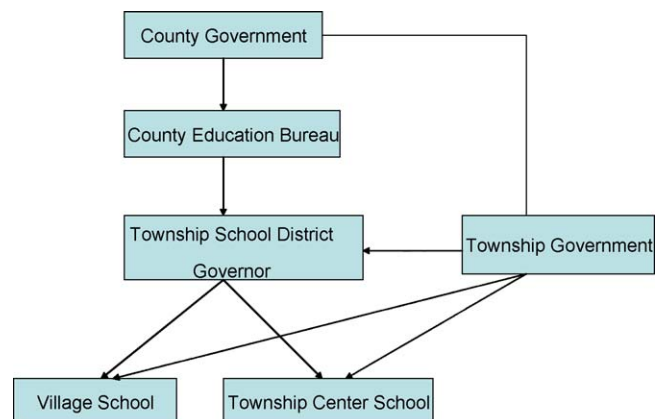 County Government
County Education Bureau
Township School District
Governor
Township Government
Village School
Township Center School